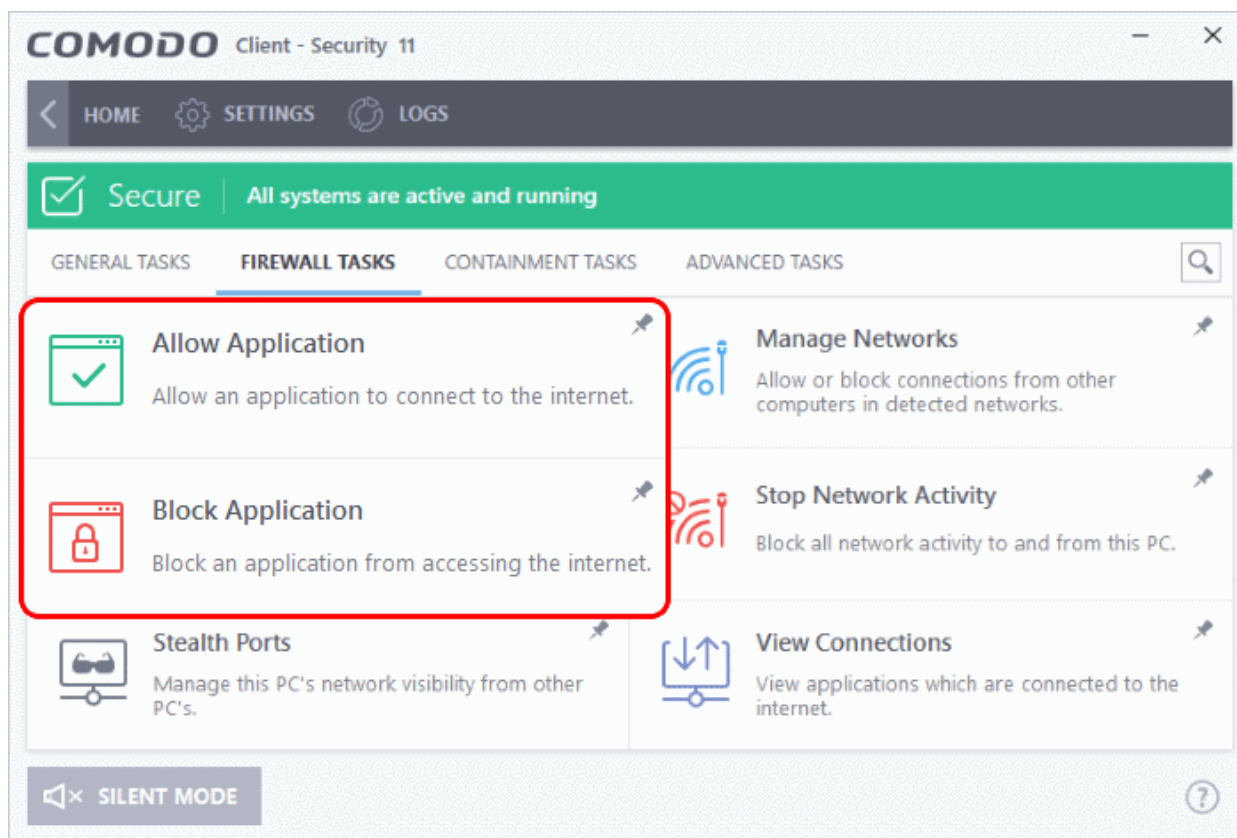 COMODO Client - Security 11
HOME SETTINGS LOGS
Secure All systems are active and running
GENERAL TASKS FIREWALL TASKS CONTAINMENT TASKS ADVANCED TASKS
Allow Application
Allow an application to connect to the internet.
Manage Networks
Allow or block connections from other
computers in detected networks.
Block Application
Block an application from accessing the internet.
Stop Network Activity
Block all network activity to and from this PC.
Stealth Ports
Manage this PC's network visibility from other
PC's.
View Connections
View applications which are connected to the
internet.
SILENT MODE
?